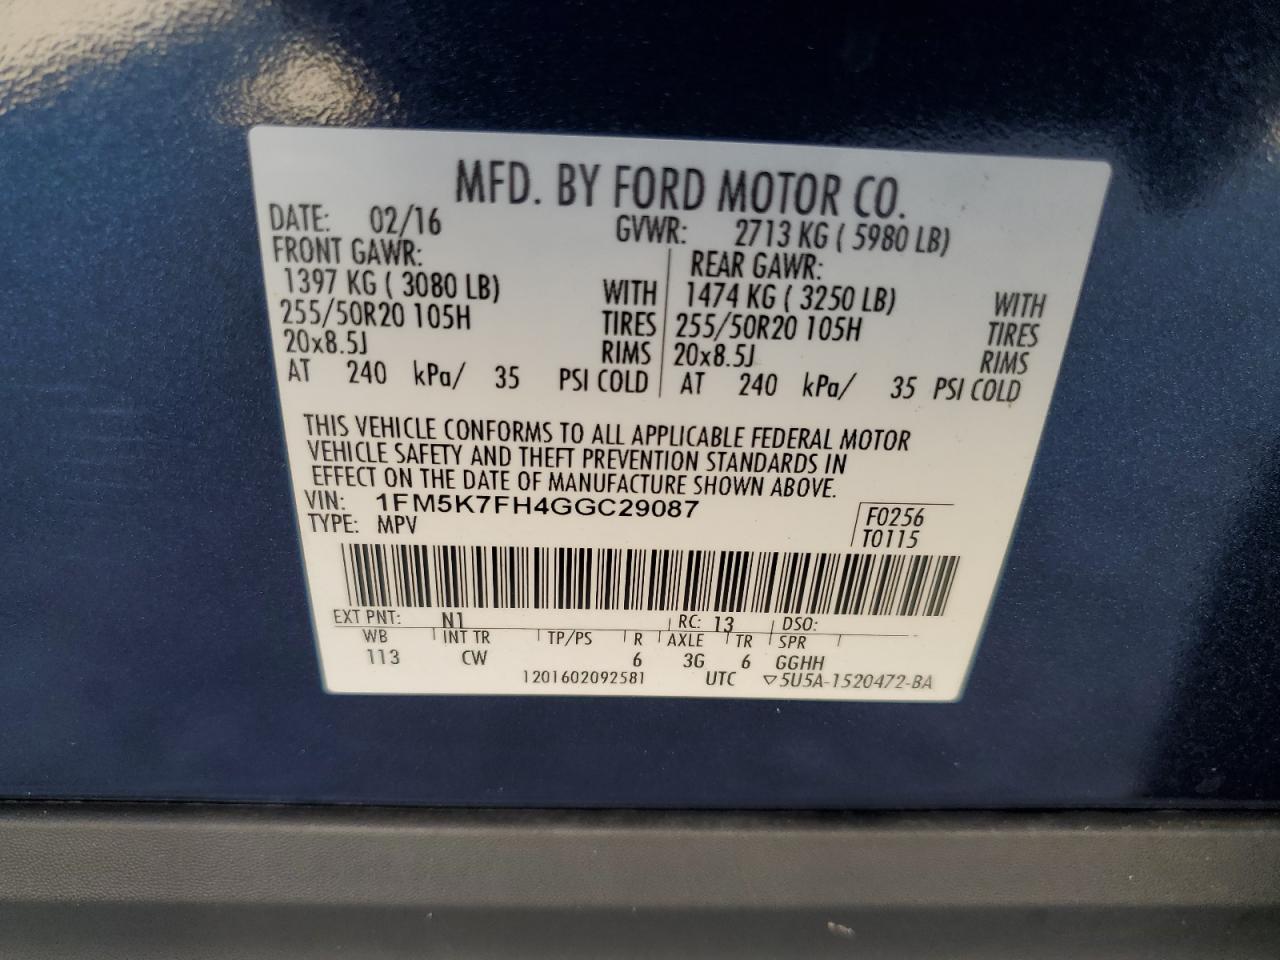 MFD. BY FORD MOTOR CO.
DATE: 02/16 GVWR: 2713 KG ( 5980 LB)
FRONT GAWR: REAR GAWR:
1397 KG ( 3080 LB) WITH 1474 KG ( 3250 LB) WITH
255/50R20 105H TIRES 255/50R20 105H TIRES
20x8.5J RIMS 20x8.5J RIMS
AT 240 kPa/ 35 PSI COLD AT 240 kPa/ 35 PSI COLD
THIS VEHICLE CONFORMS TO ALL APPLICABLE FEDERAL MOTOR
VEHICLE SAFETY AND THEFT PREVENTION STANDARDS IN
EFFECT ON THE DATE OF MANUFACTURE SHOWN ABOVE.
VIN: 1FM5K7FH4GGC29087 F0256
TYPE: MPV T0115
EXT PNT: N1 RC: 13 DSO:
WB INT TR TP/PS R AXLE TR SPR
113 CW 6 3G 6 GGHH
1201602092581 UTC ▽5U5A-1520472-BA